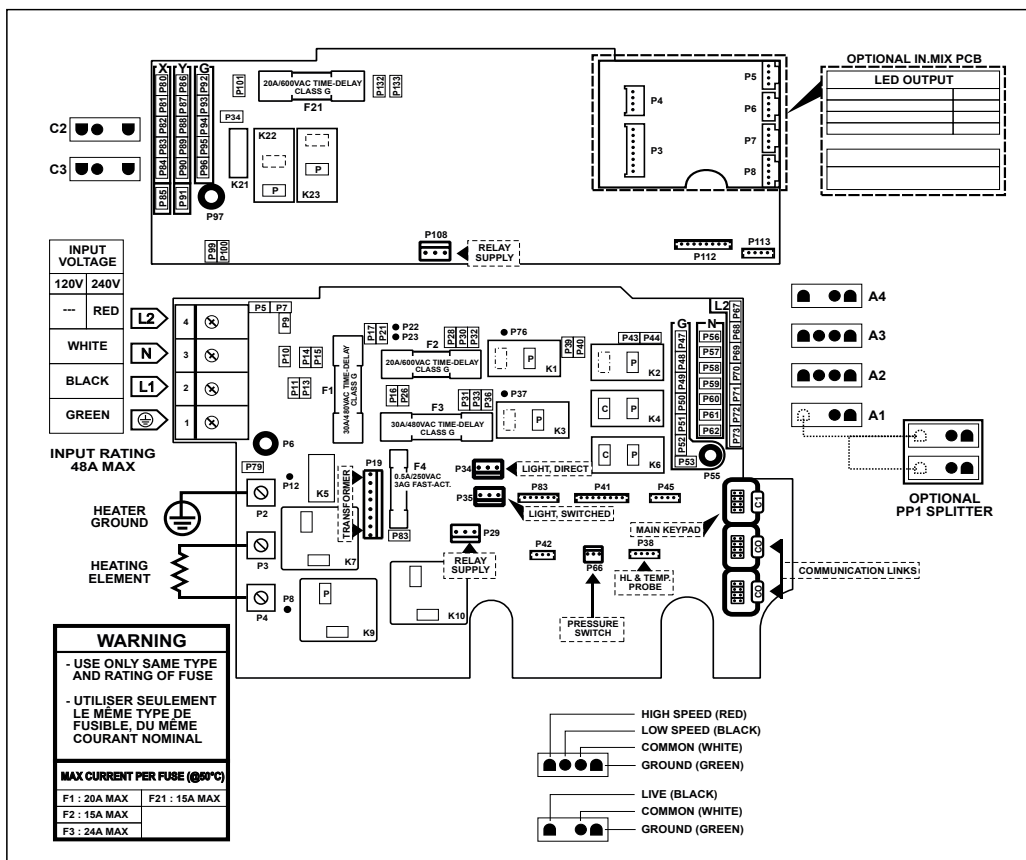 X Y G
P80 P81 P82 P83 P84 P85
P86 P87 P88 P89 P90 P91
P92 P93 P94 P95 P96
P97
C2
C3
P101
20A/600VAC TIME-DELAY
CLASS G
F21
P132 P133
P34
K21
K22
P
K23
P
P99 P100
P108
RELAY
SUPPLY
P4
P3
P5
P6
P7
P8
P112
P113
OPTIONAL IN.MIX PCB
LED OUTPUT
INPUT
VOLTAGE
120V 240V
--- RED
WHITE
BLACK
GREEN
INPUT RATING
48A MAX
L2
N
L1
4
3
2
1
P5 P7
P9
P10
P14 P15
P11 P13
P6
P17 P21
P22
P23
F1
30A/480VAC TIME-DELAY
CLASS G
F2
20A/600VAC TIME-DELAY
CLASS G
P28 P30 P32
P16 P26
F3
30A/480VAC TIME-DELAY
CLASS G
P31 P33 P36
P76
P
K1
P39 P40
P37
P
K3
P43 P44
P
K2
C P
K4
C P
K6
G N L2
P47 P48 P49 P50 P51 P52
P53
P56
P57
P58
P59
P60
P61
P62
P55
P67 P68 P69 P70 P71 P72 P73
A4
A3
A2
A1
OPTIONAL
PP1 SPLITTER
P79
P12
K5
P19
TRANSFORMER
F4
0.5A/250VAC
3AG FAST-ACT.
P83
P34
LIGHT, DIRECT
P35
LIGHT, SWITCHED
P83
P41
P45
MAIN KEYPAD
C1
CO
CO
COMMUNICATION LINKS
P29
RELAY
SUPPLY
P42
P66
PRESSURE
SWITCH
P38
HL & TEMP.
PROBE
HEATER
GROUND
P2
HEATING
ELEMENT
P3
P4
P8
K7
P
K9
K10
WARNING
- USE ONLY SAME TYPE
AND RATING OF FUSE
- UTILISER SEULEMENT
LE MÊME TYPE DE
FUSIBLE, DU MÊME
COURANT NOMINAL
MAX CURRENT PER FUSE (@50°C)
F1 : 20A MAX F21 : 15A MAX
F2 : 15A MAX
F3 : 24A MAX
HIGH SPEED (RED)
LOW SPEED (BLACK)
COMMON (WHITE)
GROUND (GREEN)
LIVE (BLACK)
COMMON (WHITE)
GROUND (GREEN)